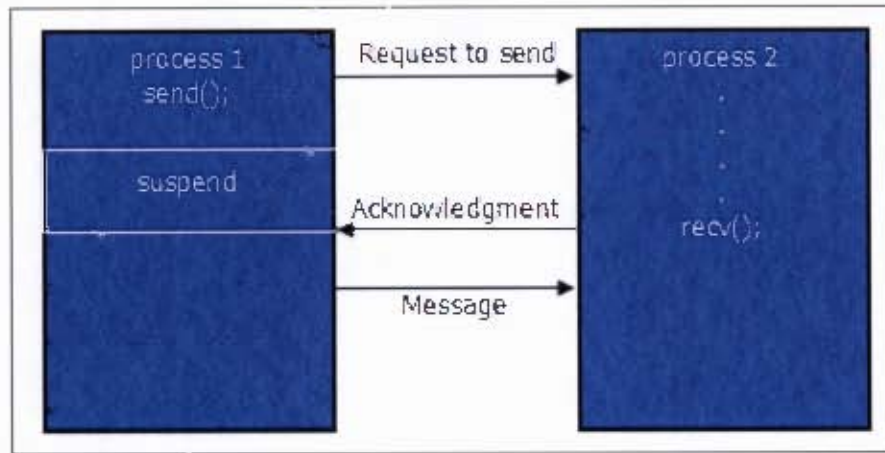 process 1
send();
Request to send
process 2
.
.
.
.
suspend
Acknowledgment
recv();
Message